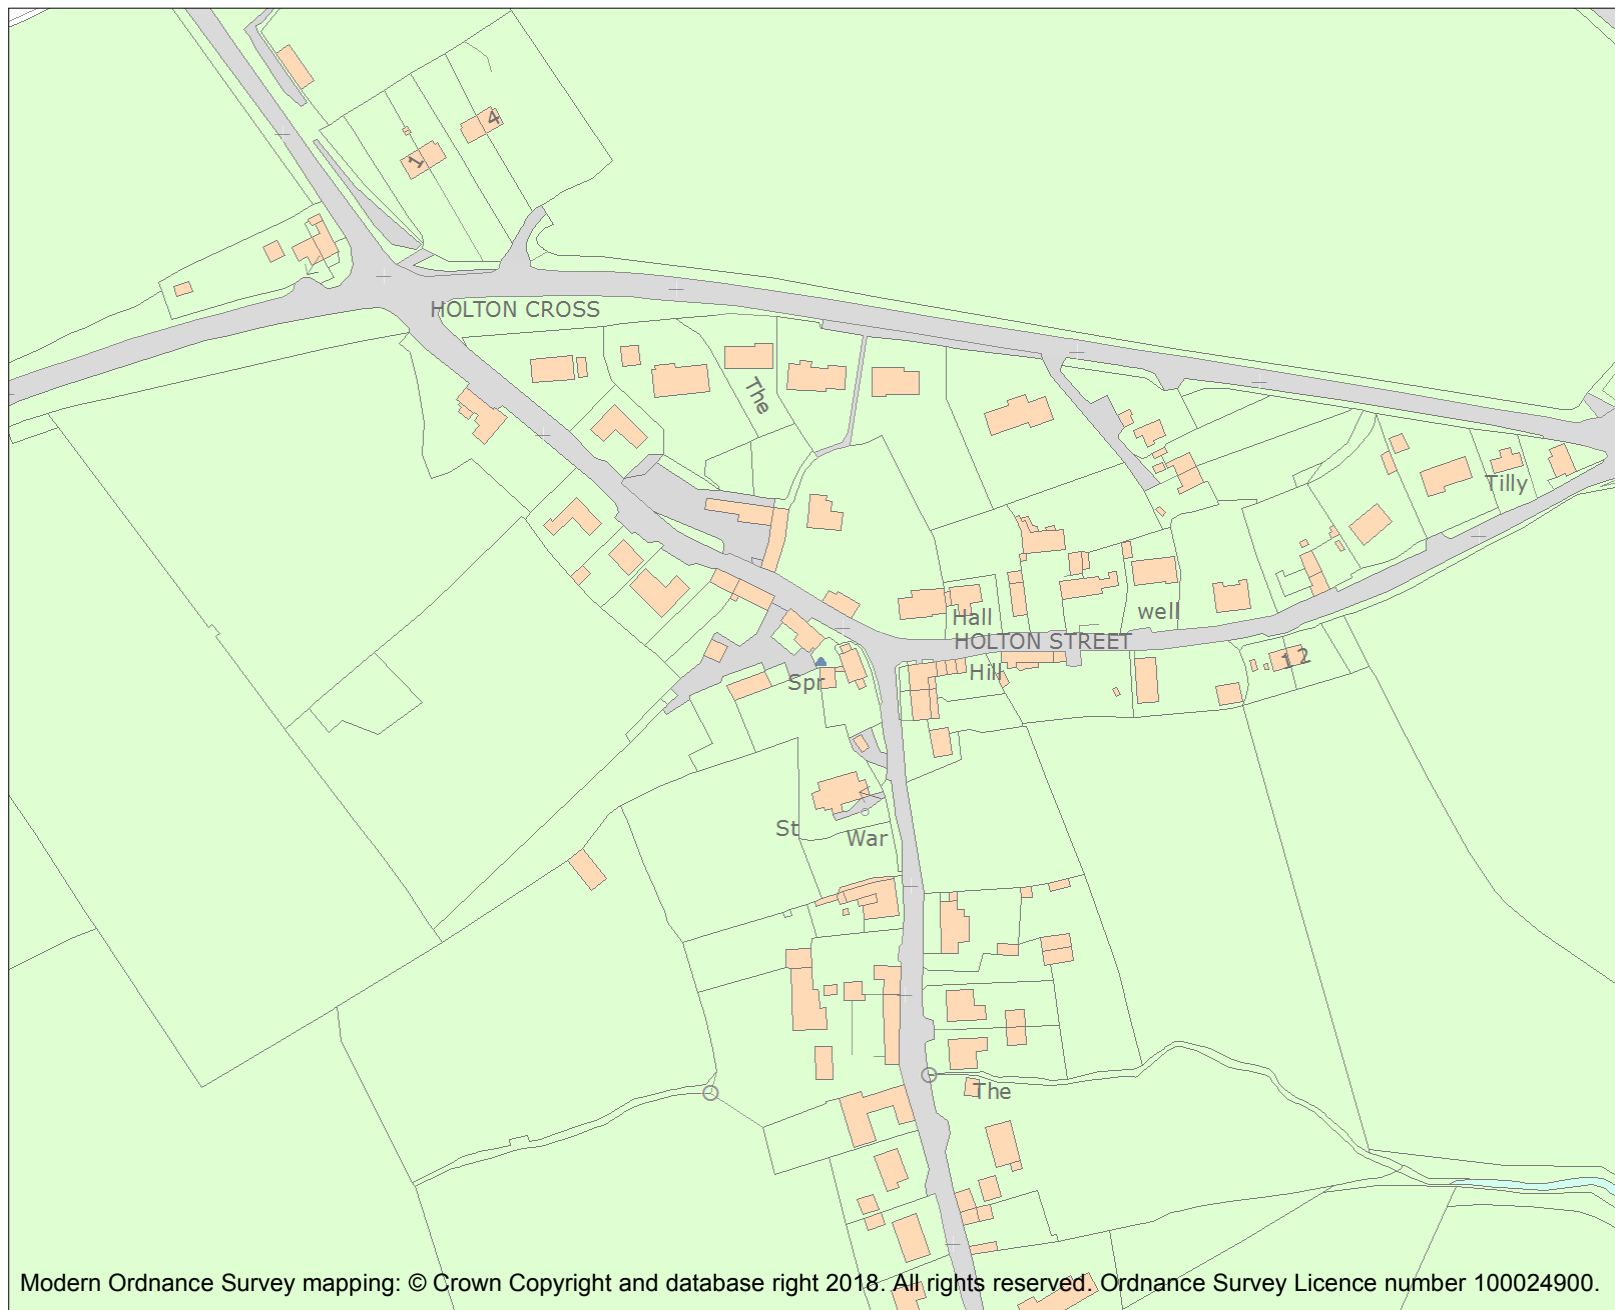 4
1
HOLTON CROSS
The
Tilly
well
Hall
HOLTON STREET
Hill
12
Spr
St
War
The
Modern Ordnance Survey mapping: © Crown Copyright and database right 2018. All rights reserved. Ordnance Survey Licence number 100024900.